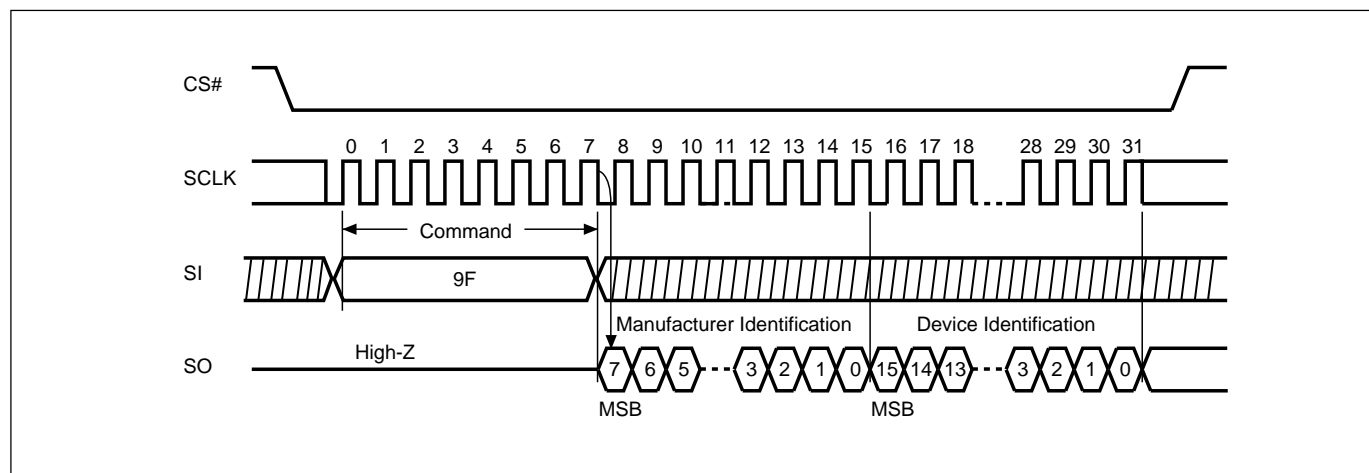 CS#
0 1 2 3 4 5 6 7 8 9 10 11 12 13 14 15 16 17 18 28 29 30 31
SCLK
Command
SI
9F
Manufacturer Identification Device Identification
High-Z
SO
7 6 5 3 2 1 0 15 14 13 3 2 1 0
MSB MSB